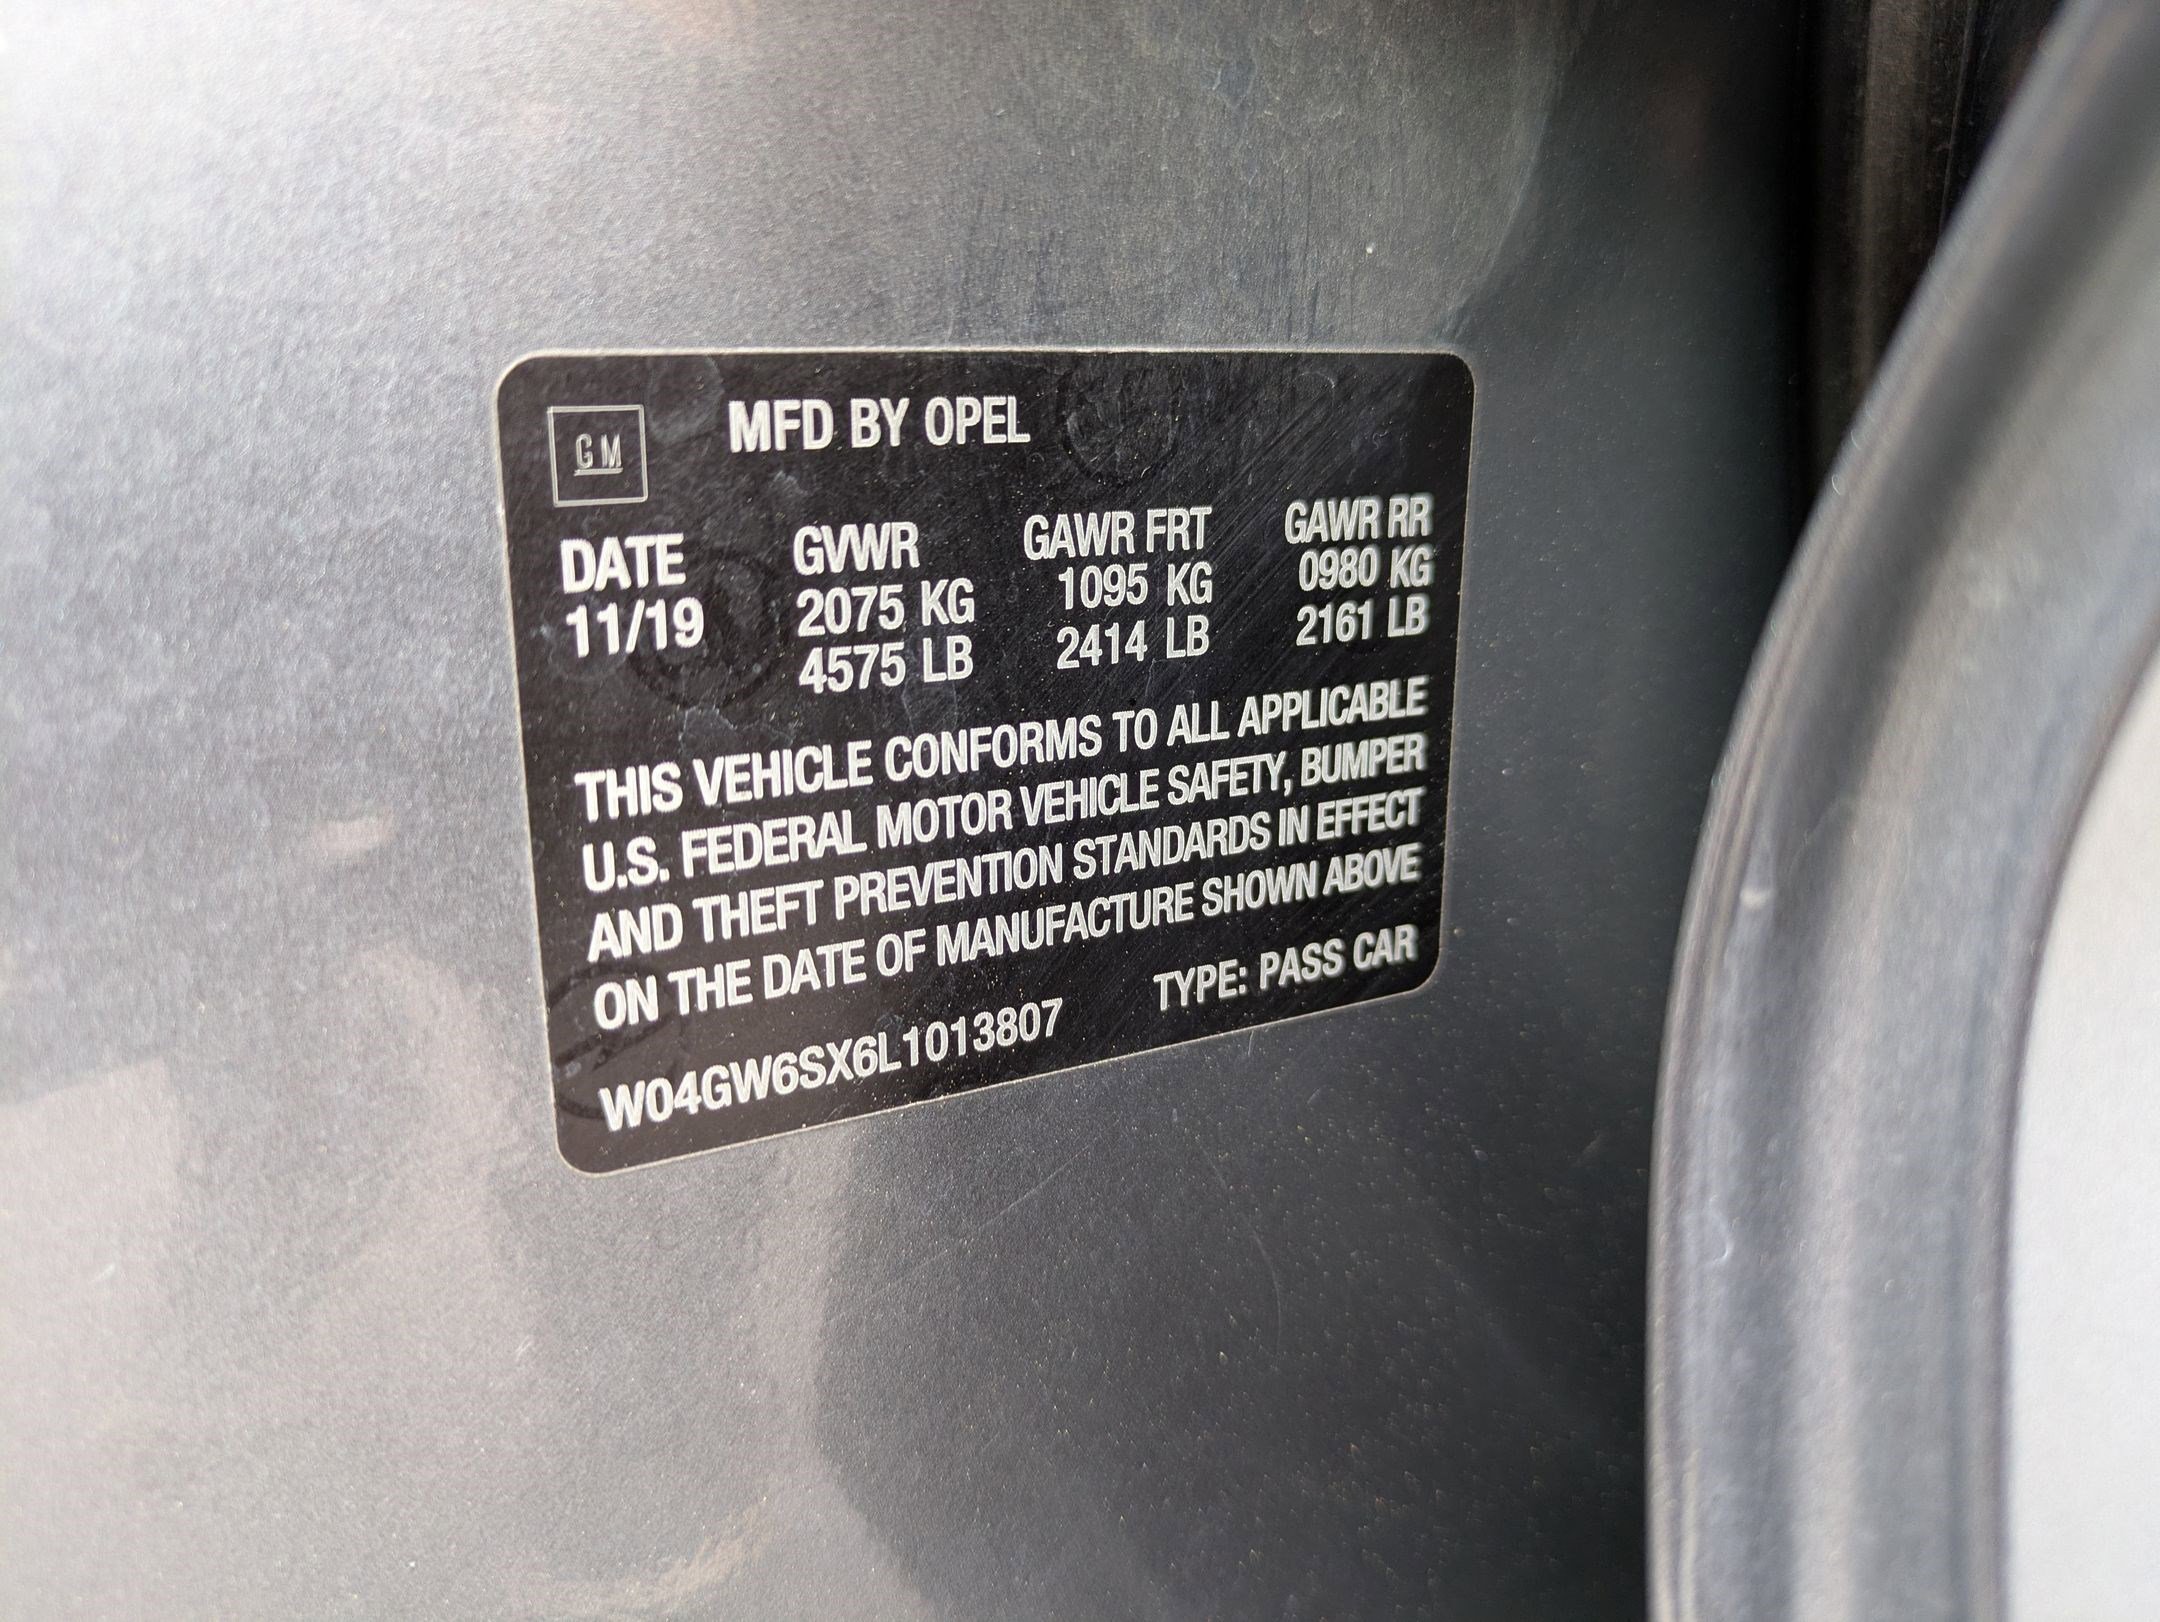 GM
MFD BY OPEL
DATE GVWR GAWR FRT GAWR RR
11/19 2075 KG 1095 KG 0980 KG
4575 LB 2414 LB 2161 LB
THIS VEHICLE CONFORMS TO ALL APPLICABLE
U.S. FEDERAL MOTOR VEHICLE SAFETY, BUMPER
AND THEFT PREVENTION STANDARDS IN EFFECT
ON THE DATE OF MANUFACTURE SHOWN ABOVE
W04GW6SX6L1013807 TYPE: PASS CAR